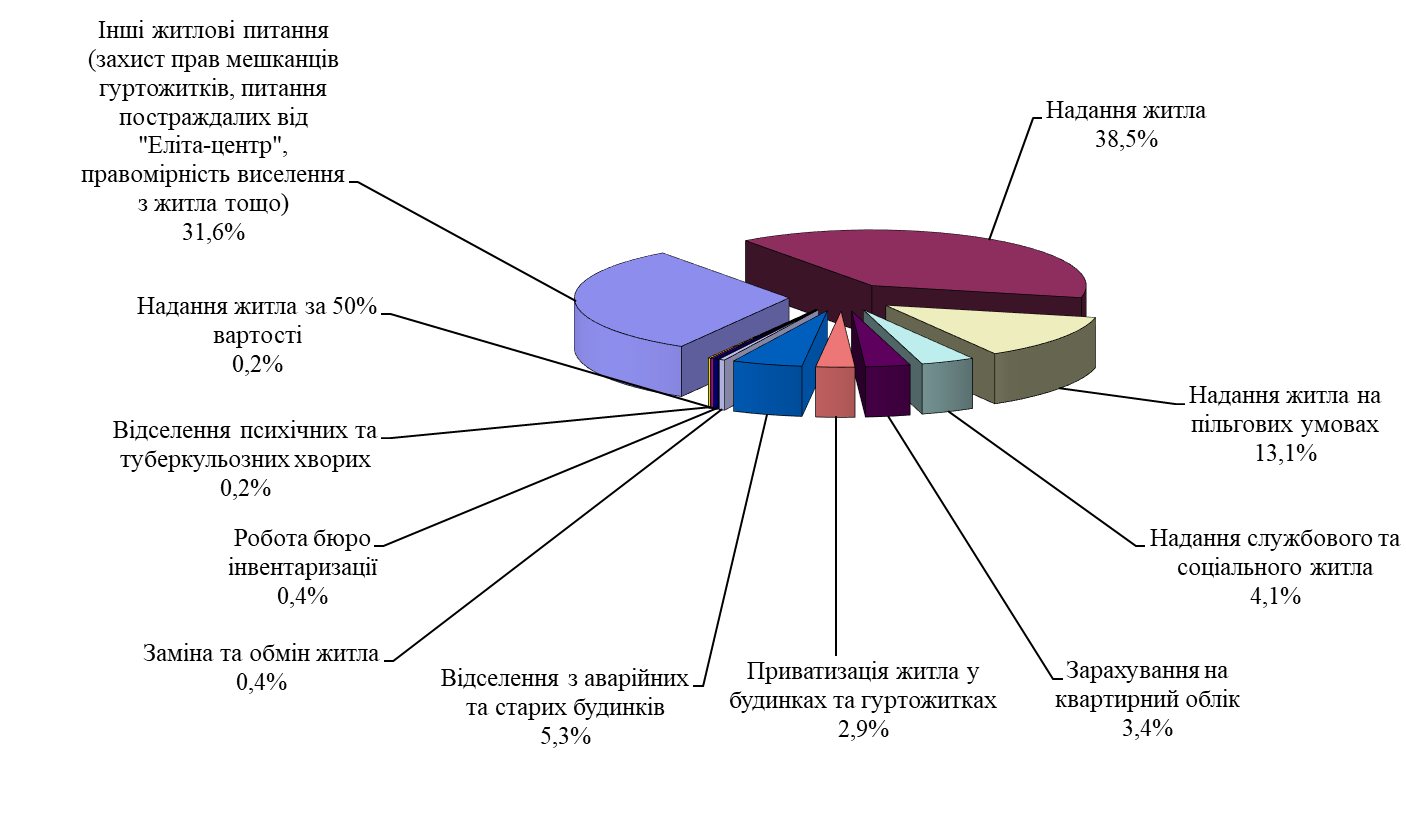 Інші житлові питання
(захист прав мешканців
гуртожитків, питання
постраждалих від
"Еліта-центр",
правомірність виселення
з житла тощо)
31,6%
Надання житла
38,5%
Надання житла за 50%
вартості
0,2%
Надання житла на
пільгових умовах
13,1%
Відселення психічних та
туберкульозних хворих
0,2%
Робота бюро
інвентаризації
0,4%
Надання службового та
соціального житла
4,1%
Заміна та обмін житла
0,4%
Відселення з аварійних
та старих будинків
5,3%
Приватизація житла у
будинках та гуртожитках
2,9%
Зарахування на
квартирний облік
3,4%